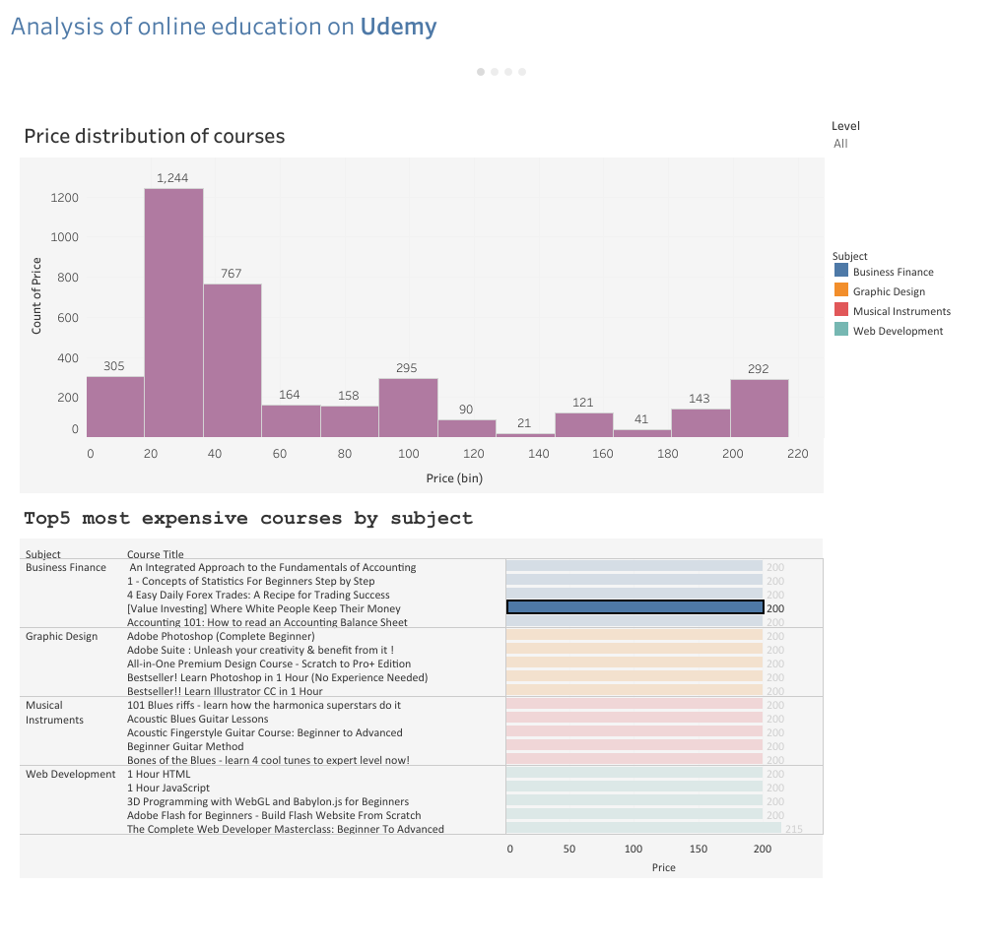 Analysis of online education on Udemy
Price distribution of courses
Level
All
Subject
Business Finance
Graphic Design
Musical Instruments
Web Development
Count of Price
1200
1000
800
600
400
200
0
305
1,244
767
164
158
295
90
21
121
41
143
292
0 20 40 60 80 100 120 140 160 180 200 220
Price (bin)
Top5 most expensive courses by subject
Subject Course Title
Business Finance An Integrated Approach to the Fundamentals of Accounting 200
1 - Concepts of Statistics For Beginners Step by Step 200
4 Easy Daily Forex Trades: A Recipe for Trading Success 200
[Value Investing] Where White People Keep Their Money 200
Accounting 101: How to read an Accounting Balance Sheet 200
Graphic Design Adobe Photoshop (Complete Beginner) 200
Adobe Suite : Unleash your creativity & benefit from it ! 200
All-in-One Premium Design Course - Scratch to Pro+ Edition 200
Bestseller! Learn Photoshop in 1 Hour (No Experience Needed) 200
Bestseller!! Learn Illustrator CC in 1 Hour 200
Musical 101 Blues riffs - learn how the harmonica superstars do it 200
Instruments Acoustic Blues Guitar Lessons 200
Acoustic Fingerstyle Guitar Course: Beginner to Advanced 200
Beginner Guitar Method 200
Bones of the Blues - learn 4 cool tunes to expert level now! 200
Web Development 1 Hour HTML 200
1 Hour JavaScript 200
3D Programming with WebGL and Babylon.js for Beginners 200
Adobe Flash for Beginners - Build Flash Website From Scratch 200
The Complete Web Developer Masterclass: Beginner To Advanced 215
0 50 100 150 200
Price